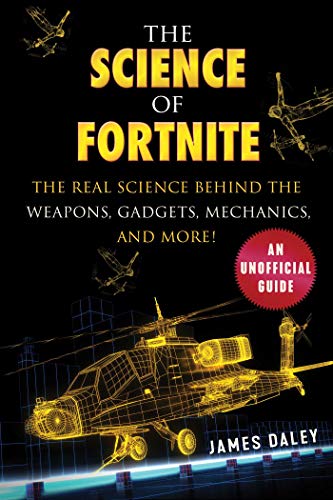 THE
SCIENCE
OF
FORTNITE
THE REAL SCIENCE BEHIND THE
WEAPONS, GADGETS, MECHANICS,
AND MORE!
AN
UNOFFICIAL
GUIDE
JAMES DALEY